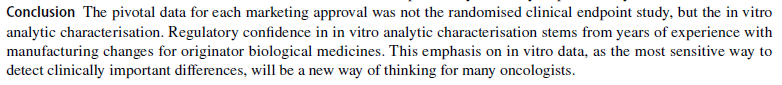 Conclusion The pivotal data for each marketing approval was not the randomised clinical endpoint study, but the in vitro
analytic characterisation. Regulatory confidence in in vitro analytic characterisation stems from years of experience with
manufacturing changes for originator biological medicines. This emphasis on in vitro data, as the most sensitive way to
detect clinically important differences, will be a new way of thinking for many oncologists.